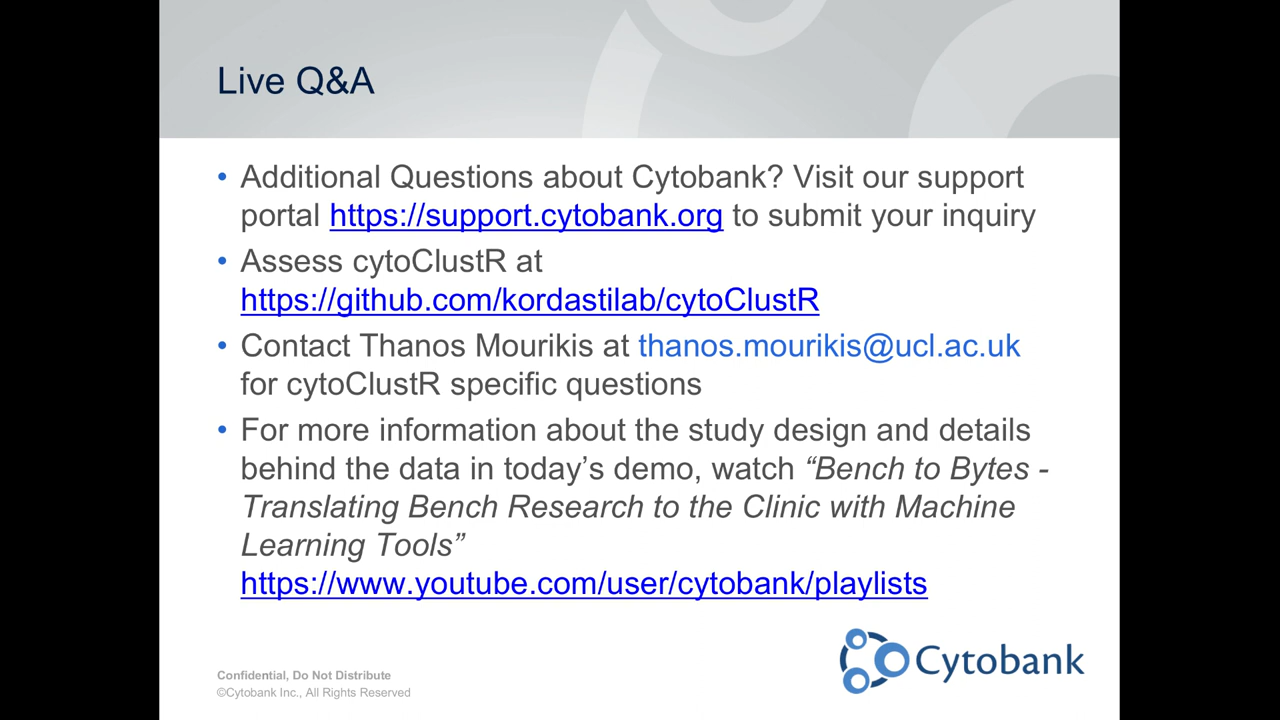 Live Q&A
• Additional Questions about Cytobank? Visit our support
portal https://support.cytobank.org to submit your inquiry
• Assess cytoClustR at
https://github.com/kordastilab/cytoClustR
• Contact Thanos Mourikis at thanos.mourikis@ucl.ac.uk
for cytoClustR specific questions
• For more information about the study design and details
behind the data in today’s demo, watch “Bench to Bytes -
Translating Bench Research to the Clinic with Machine
Learning Tools”
https://www.youtube.com/user/cytobank/playlists
Cytobank
Confidential, Do Not Distribute
©Cytobank Inc., All Rights Reserved